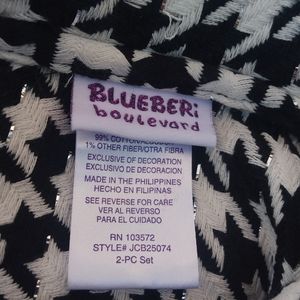 BLUEBERi
boulevard
99% COTTON/ALGODON
1% OTHER FIBER/OTRA FIBRA
EXCLUSIVE OF DECORATION
EXCLUSIVO DE DECORACION
MADE IN THE PHILIPPINES
HECHO EN FILIPINAS
SEE REVERSE FOR CARE
VER AL REVERSO
PARA EL CUIDADO
RN 103572
STYLE# JCB25074
2-PC Set